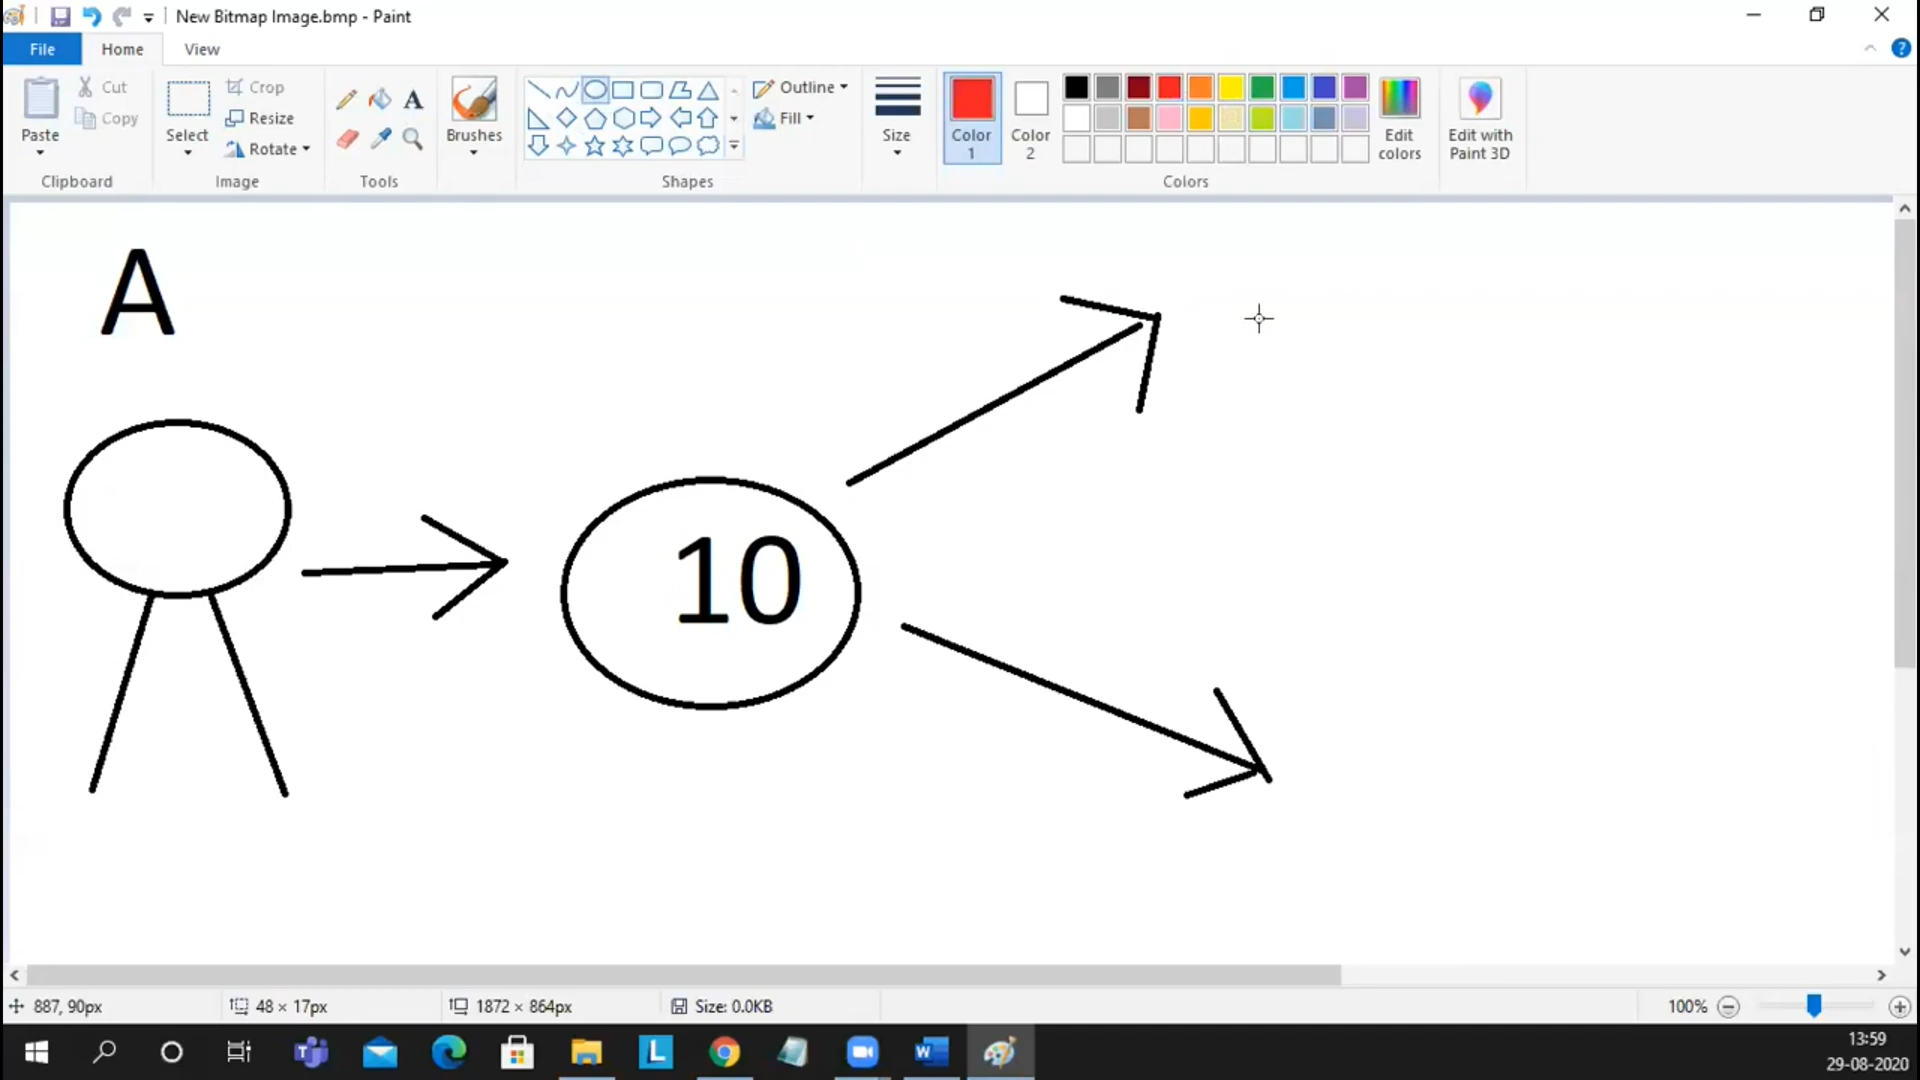 New Bitmap Image.bmp - Paint
File Home View
Paste
Cut
Copy
Clipboard
Select
Crop
Resize
Rotate
Image
A
Tools
Brushes
Shapes
Outline
Fill
Size
Color 1
Color 2
Colors
Edit colors
Edit with Paint 3D
A
10
887, 90px 48 × 17px 1872 × 864px Size: 0.0KB 100%
L
W
13:59
29-08-2020